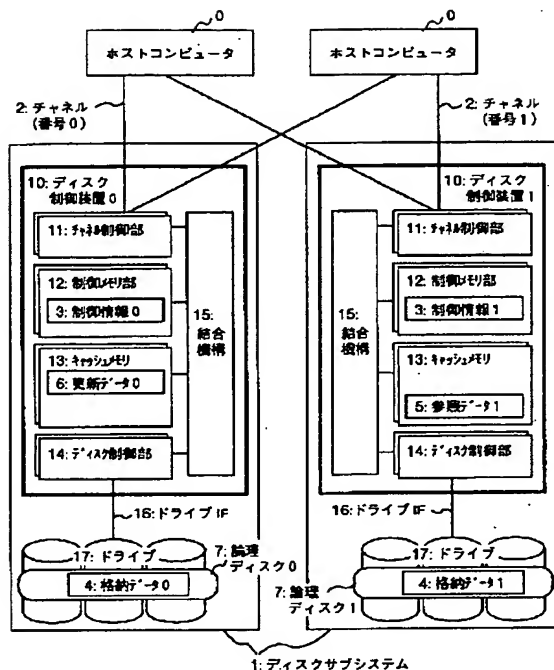 0
0
ホストコンピュータ
ホストコンピュータ
2:チャネル
(番号0)
2:チャネル
(番号1)
10:ディスク
制御装置0
11:チャネル制御部
12:制御メモリ部
3:制御情報0
13:キャッシュメモリ
6:更新データ0
14:ディスク制御部
15:
結合
機構
16:ドライブIF
17:ドライブ
7:論理
ディスク0
4:格納データ0
10:ディスク
制御装置1
11:チャネル制御部
12:制御メモリ部
3:制御情報1
13:キャッシュメモリ
5:参照データ1
14:ディスク制御部
15:
結合
機構
16:ドライブIF
17:ドライブ
7:論理
ディスク1
4:格納データ1
1:ディスクサブシステム